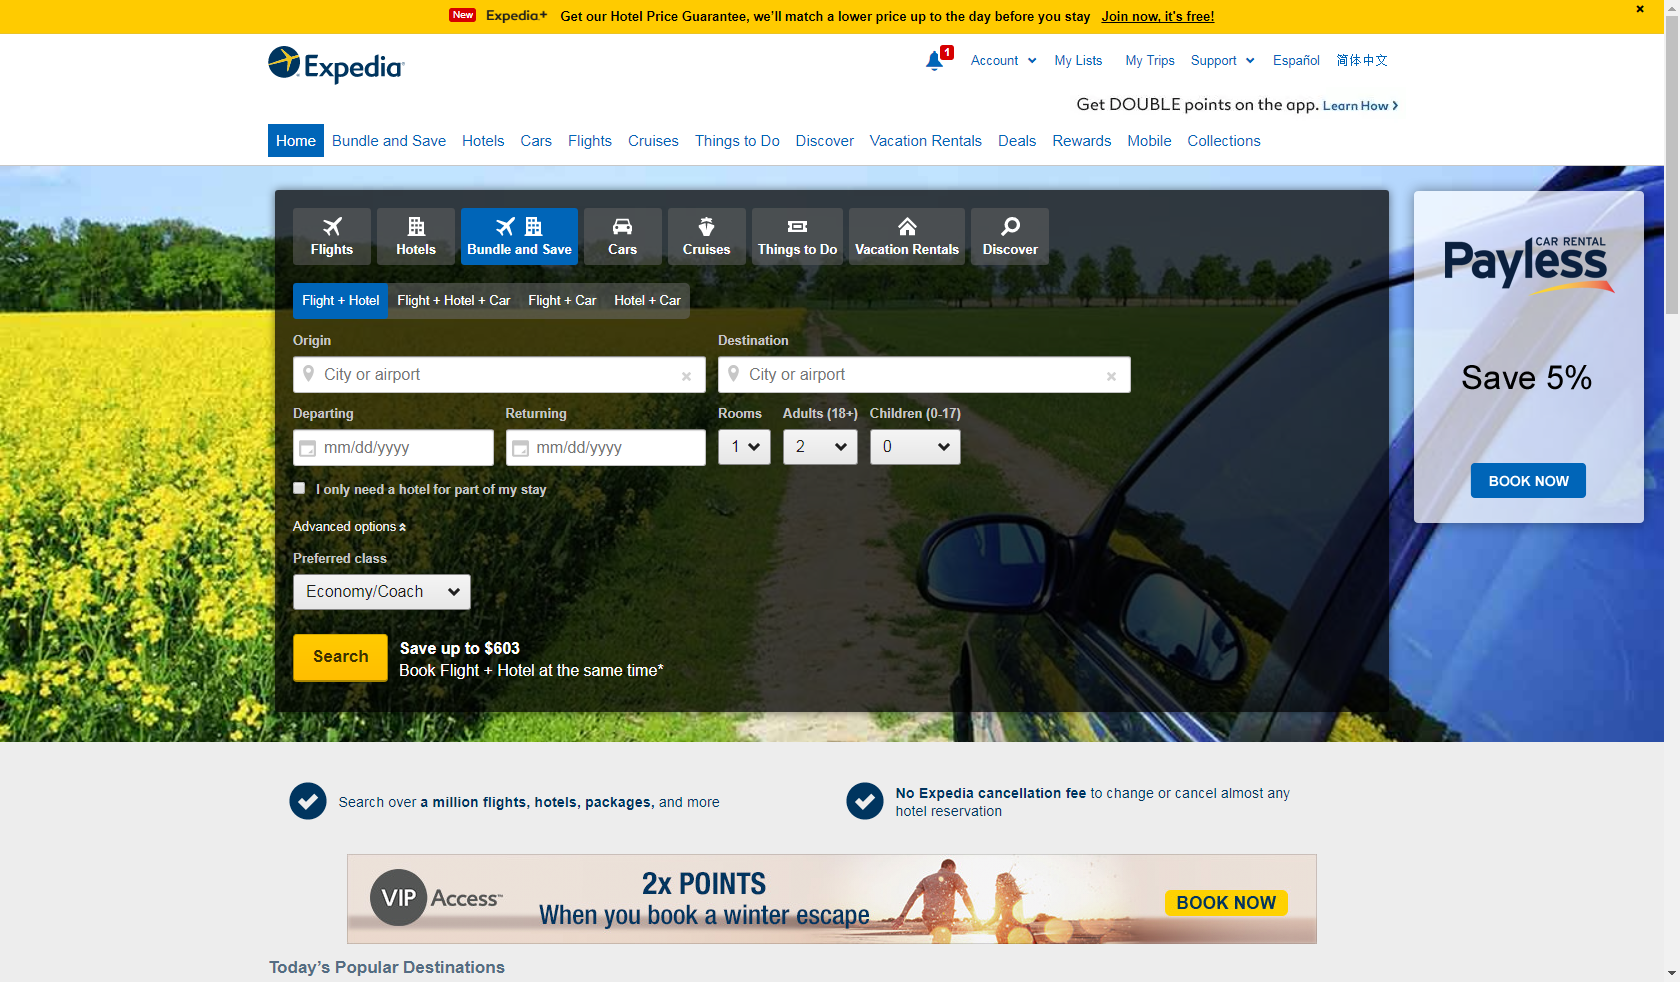 New Expedia+ Get our Hotel Price Guarantee, we'll match a lower price up to the day before you stay Join now, it's free!
Expedia
1 Account My Lists My Trips Support Español 简体中文
Get DOUBLE points on the app. Learn How
Home Bundle and Save Hotels Cars Flights Cruises Things to Do Discover Vacation Rentals Deals Rewards Mobile Collections
Flights Hotels Bundle and Save Cars Cruises Things to Do Vacation Rentals Discover
Flight + Hotel Flight + Hotel + Car Flight + Car Hotel + Car
Origin Destination
City or airport City or airport
Departing Returning Rooms Adults (18+) Children (0-17)
mm/dd/yyyy mm/dd/yyyy 1 2 0
I only need a hotel for part of my stay
Advanced options
Preferred class
Economy/Coach
Search
Save up to $603
Book Flight + Hotel at the same time*
CAR RENTAL
Payless
Save 5%
BOOK NOW
Search over a million flights, hotels, packages, and more
No Expedia cancellation fee to change or cancel almost any
hotel reservation
VIP Access™
2x POINTS
When you book a winter escape
BOOK NOW
Today's Popular Destinations